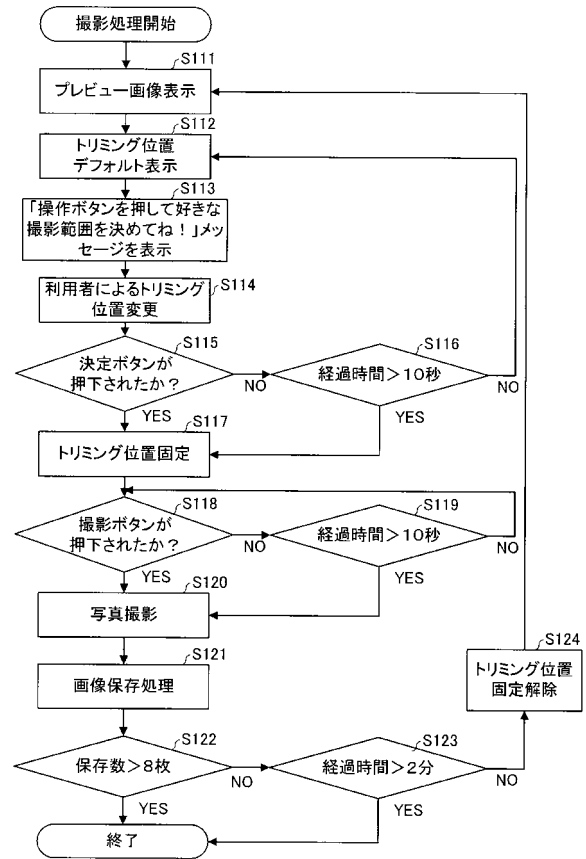 撮影処理開始
S111
プレビュー画像表示
S112
トリミング位置
デフォルト表示
S113
「操作ボタンを押して好きな
撮影範囲を決めてね！」メッ
セージを表示
S114
利用者によるトリミング
位置変更
S115
決定ボタンが
押下されたか？
NO
YES
S116
経過時間＞10秒
NO
YES
S117
トリミング位置固定
S118
撮影ボタンが
押下されたか？
NO
YES
S119
経過時間＞10秒
NO
YES
S120
写真撮影
S121
画像保存処理
S122
保存数＞8枚
NO
YES
S123
経過時間＞2分
NO
YES
S124
トリミング位置
固定解除
終了